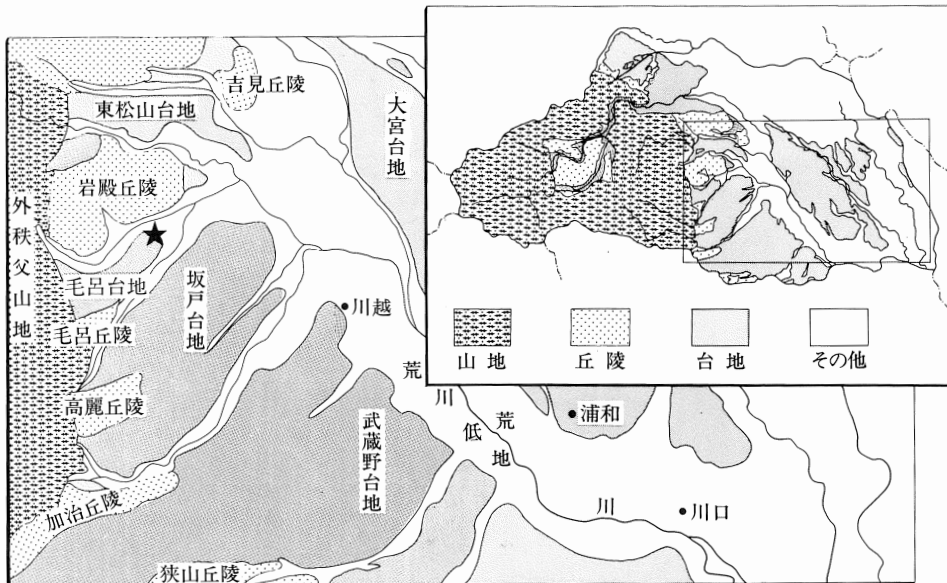 吉見丘陵
東松山台地
大宮台地
岩殿丘陵
外秩父山地
毛呂台地
坂戸台地
川越
毛呂丘陵
高麗丘陵
荒川低地
荒川
武蔵野台地
浦和
加治丘陵
川口
狭山丘陵
山地
丘陵
台地
その他